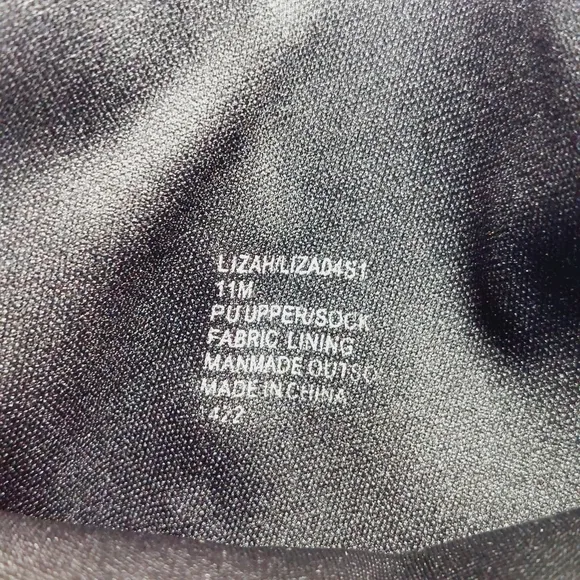 LIZAH/LIZA04S1
11M
PU UPPER/SOCK
FABRIC LINING
MANMADE OUTSO
MADE IN CHINA
422